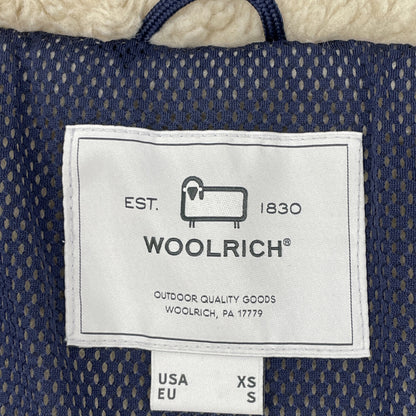 EST. 1830
WOOLRICH®
OUTDOOR QUALITY GOODS
WOOLRICH, PA 17779
USA XS
EU S